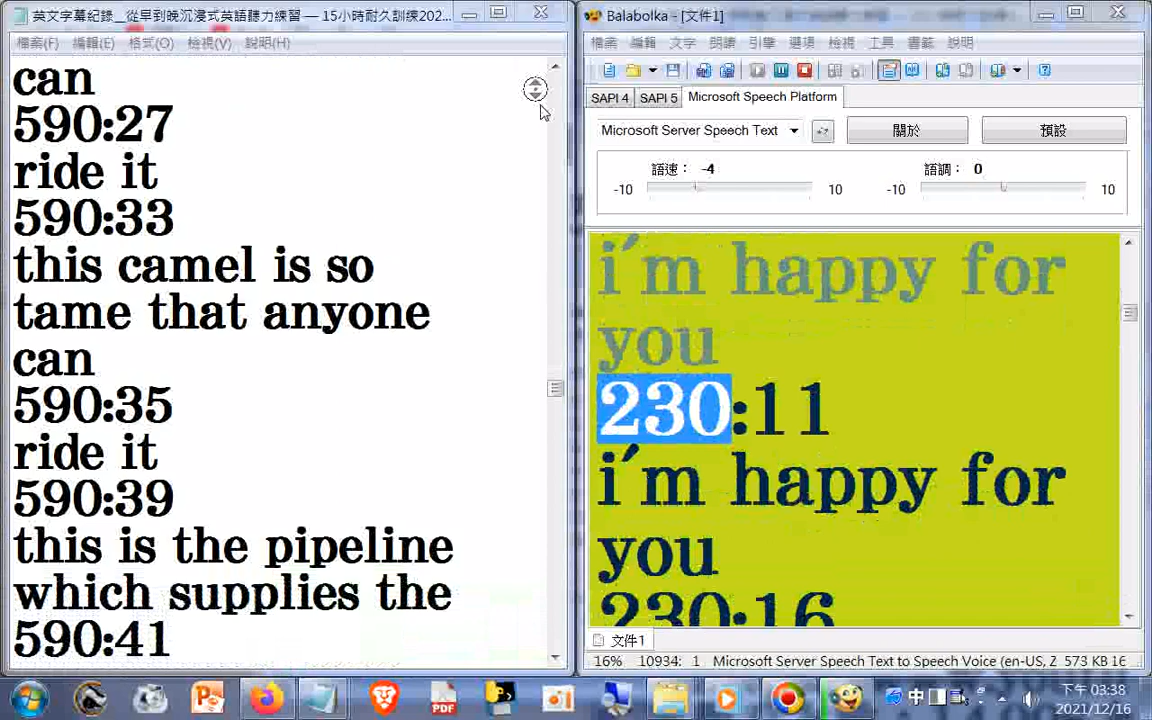 英文字幕紀錄__從早到晚沉浸式英語聽力練習 — 15小時耐久訓練202...
檔案(F) 編輯(E) 格式(O) 檢視(V) 說明(H)
can
590:27
ride it
590:33
this camel is so
tame that anyone
can
590:35
ride it
590:39
this is the pipeline
which supplies the
590:41
Balabolka - [文件1]
檔案 編輯 文字 朗讀 引擎 選項 檢視 工具 書籤 說明
SAPI 4 SAPI 5 Microsoft Speech Platform
Microsoft Server Speech Text 關於 預設
語速： -4 語調： 0
-10 10 -10 10
i´m happy for
you
230:11
i´m happy for
you
230:16
文件1
16% 10934: 1 Microsoft Server Speech Text to Speech Voice (en-US, Z 573 KB 16
PDF
中
下午 03:38
2021/12/16